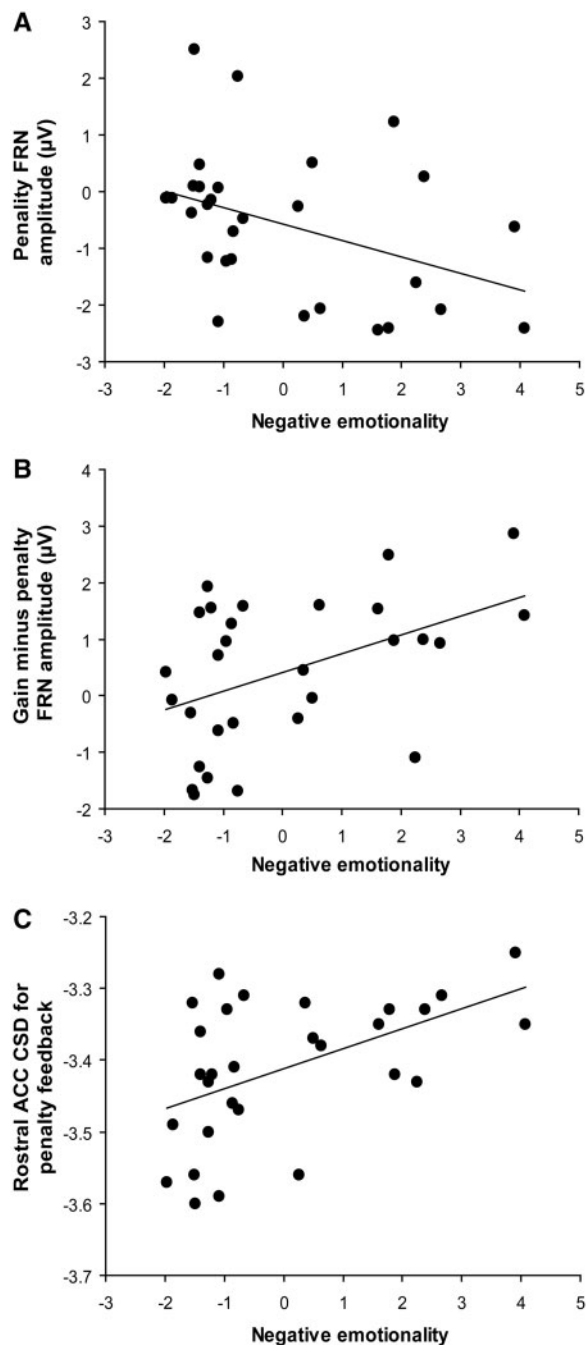 A
Penality FRN
amplitude (µV)
3
2
1
0
-1
-2
-3
-3 -2 -1 0 1 2 3 4 5
Negative emotionality
B
Gain minus penalty
FRN amplitude (µV)
4
3
2
1
0
-1
-2
-3 -2 -1 0 1 2 3 4 5
Negative emotionality
C
Rostral ACC CSD for
penalty feedback
-3.2
-3.3
-3.4
-3.5
-3.6
-3.7
-3 -2 -1 0 1 2 3 4 5
Negative emotionality